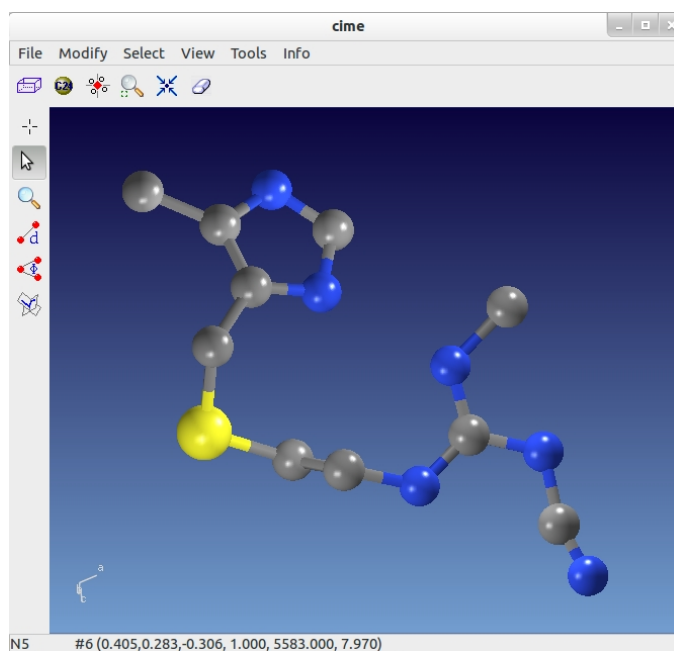 cime
File Modify Select View Tools Info
C24
d
Φ
a
c
N5 #6 (0.405,0.283,-0.306, 1.000, 5583.000, 7.970)